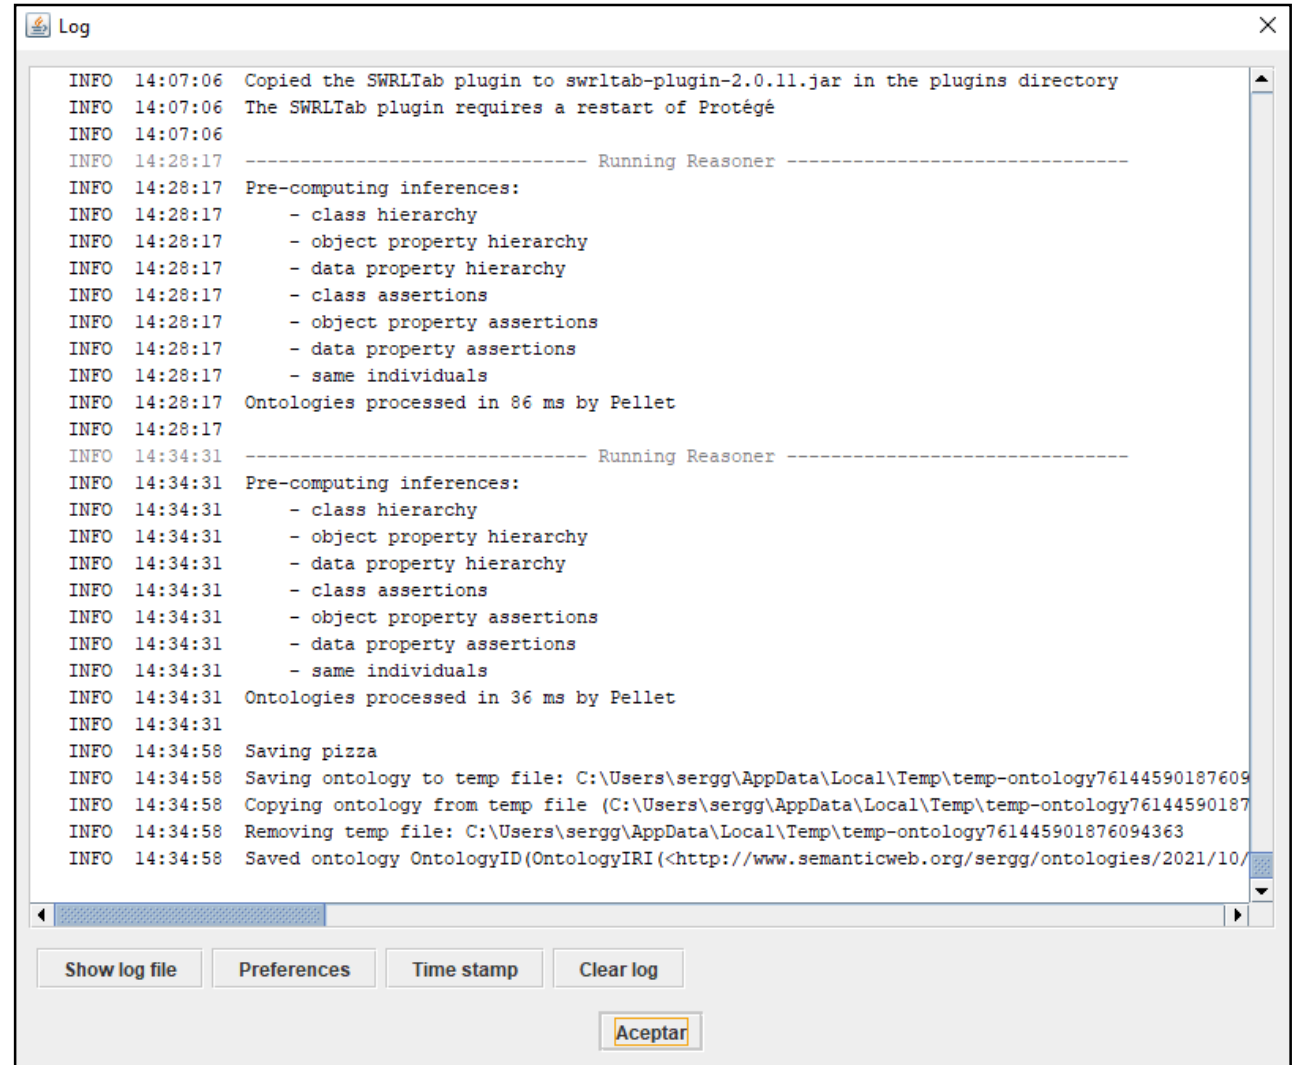 Log
INFO 14:07:06 Copied the SWRLTab plugin to swrltab-plugin-2.0.11.jar in the plugins directory
INFO 14:07:06 The SWRLTab plugin requires a restart of Protégé
INFO 14:07:06
INFO 14:28:17 ------------------------------- Running Reasoner -------------------------------
INFO 14:28:17 Pre-computing inferences:
INFO 14:28:17 - class hierarchy
INFO 14:28:17 - object property hierarchy
INFO 14:28:17 - data property hierarchy
INFO 14:28:17 - class assertions
INFO 14:28:17 - object property assertions
INFO 14:28:17 - data property assertions
INFO 14:28:17 - same individuals
INFO 14:28:17 Ontologies processed in 86 ms by Pellet
INFO 14:28:17
INFO 14:34:31 ------------------------------- Running Reasoner -------------------------------
INFO 14:34:31 Pre-computing inferences:
INFO 14:34:31 - class hierarchy
INFO 14:34:31 - object property hierarchy
INFO 14:34:31 - data property hierarchy
INFO 14:34:31 - class assertions
INFO 14:34:31 - object property assertions
INFO 14:34:31 - data property assertions
INFO 14:34:31 - same individuals
INFO 14:34:31 Ontologies processed in 36 ms by Pellet
INFO 14:34:31
INFO 14:34:58 Saving pizza
INFO 14:34:58 Saving ontology to temp file: C:\Users\sergg\AppData\Local\Temp\temp-ontology76144590187609
INFO 14:34:58 Copying ontology from temp file (C:\Users\sergg\AppData\Local\Temp\temp-ontology76144590187
INFO 14:34:58 Removing temp file: C:\Users\sergg\AppData\Local\Temp\temp-ontology761445901876094363
INFO 14:34:58 Saved ontology OntologyID(OntologyIRI(<http://www.semanticweb.org/sergg/ontologies/2021/10/
Show log file Preferences Time stamp Clear log
Aceptar